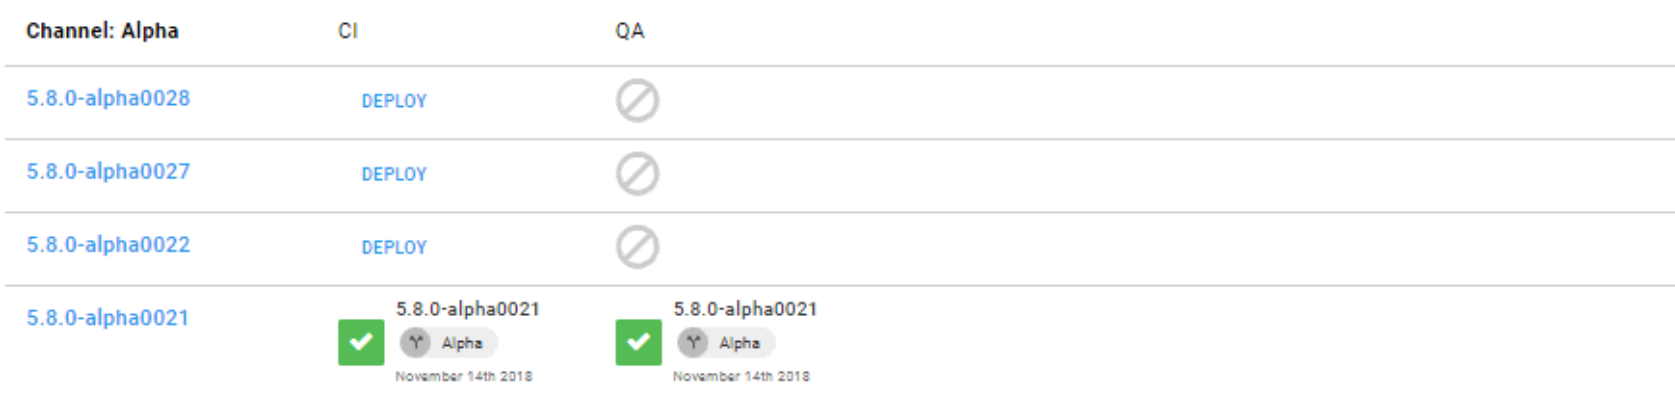 Channel: Alpha CI QA
5.8.0-alpha0028 DEPLOY
5.8.0-alpha0027 DEPLOY
5.8.0-alpha0022 DEPLOY
5.8.0-alpha0021 5.8.0-alpha0021 5.8.0-alpha0021
Alpha Alpha
November 14th 2018 November 14th 2018